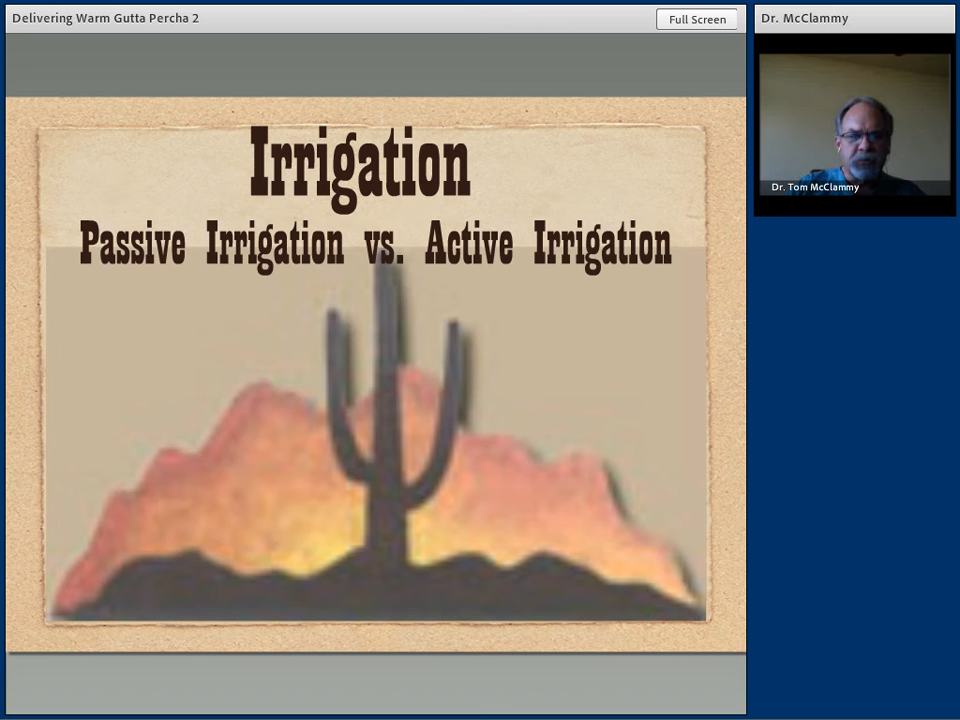 Delivering Warm Gutta Percha 2
Full Screen
Dr. McClammy
Irrigation
Passive Irrigation vs. Active Irrigation
Dr. Tom McClammy